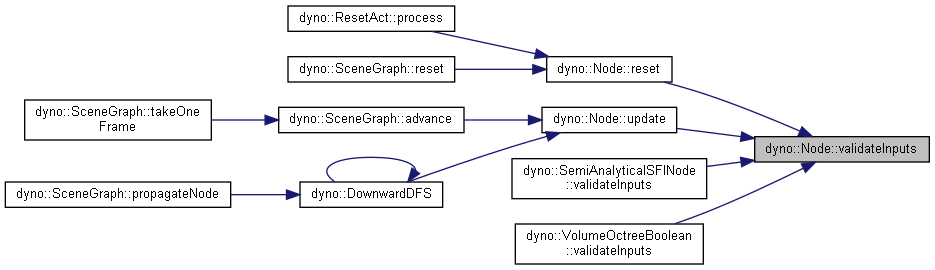 dyno::ResetAct::process
dyno::SceneGraph::reset
dyno::Node::reset
dyno::SceneGraph::takeOne
Frame
dyno::SceneGraph::advance
dyno::Node::update
dyno::Node::validateInputs
dyno::SemiAnalyticalSFINode
::validateInputs
dyno::SceneGraph::propagateNode
dyno::DownwardDFS
dyno::VolumeOctreeBoolean
::validateInputs